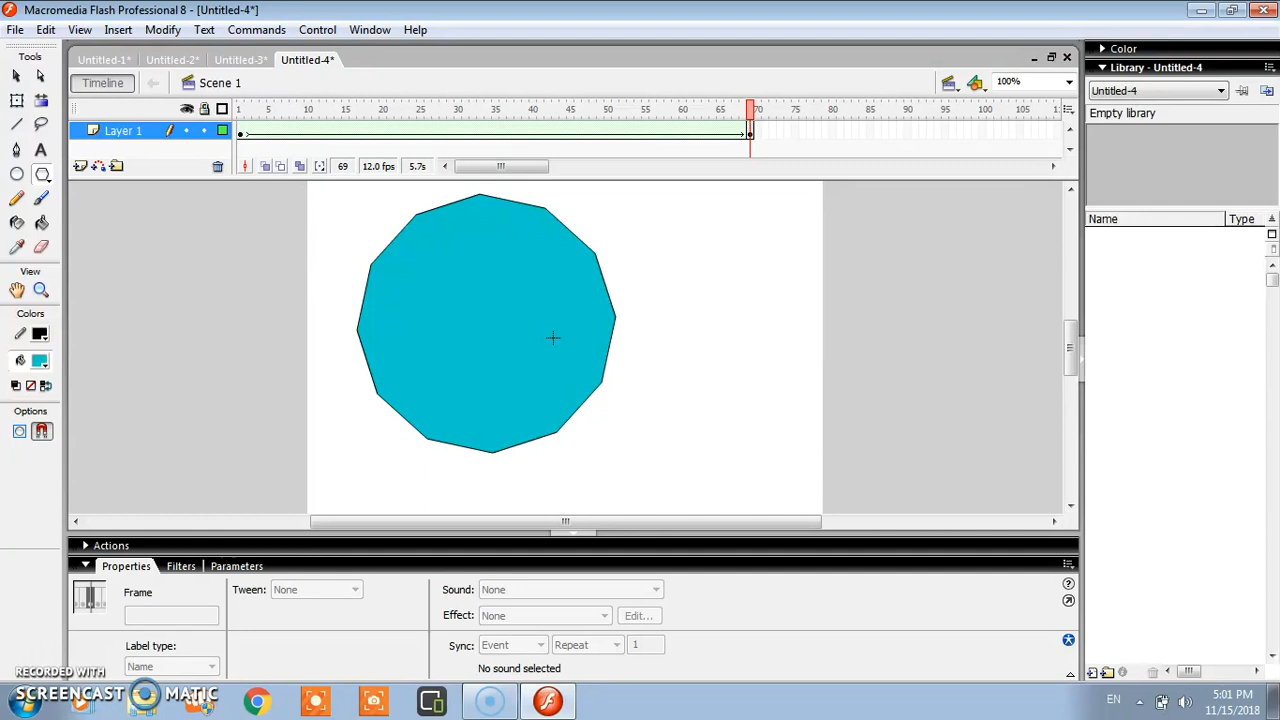 Macromedia Flash Professional 8 - [Untitled-4*]
File Edit View Insert Modify Text Commands Control Window Help
Tools
Untitled-1* Untitled-2* Untitled-3* Untitled-4*
Color
Library - Untitled-4
Timeline Scene 1 100%
Untitled-4
1 5 10 15 20 25 30 35 40 45 50 55 60 65 70 75 80 85 90 95 100 105
Empty library
Layer 1
69 12.0 fps 5.7s
Name Type
View
Colors
Options
Actions
Properties Filters Parameters
Frame
Tween: None
Sound: None
Effect: None Edit...
Label type:
Sync: Event Repeat 1
Name
No sound selected
RECORDED WITH
SCREENCAST MATIC
EN
5:01 PM
11/15/2018